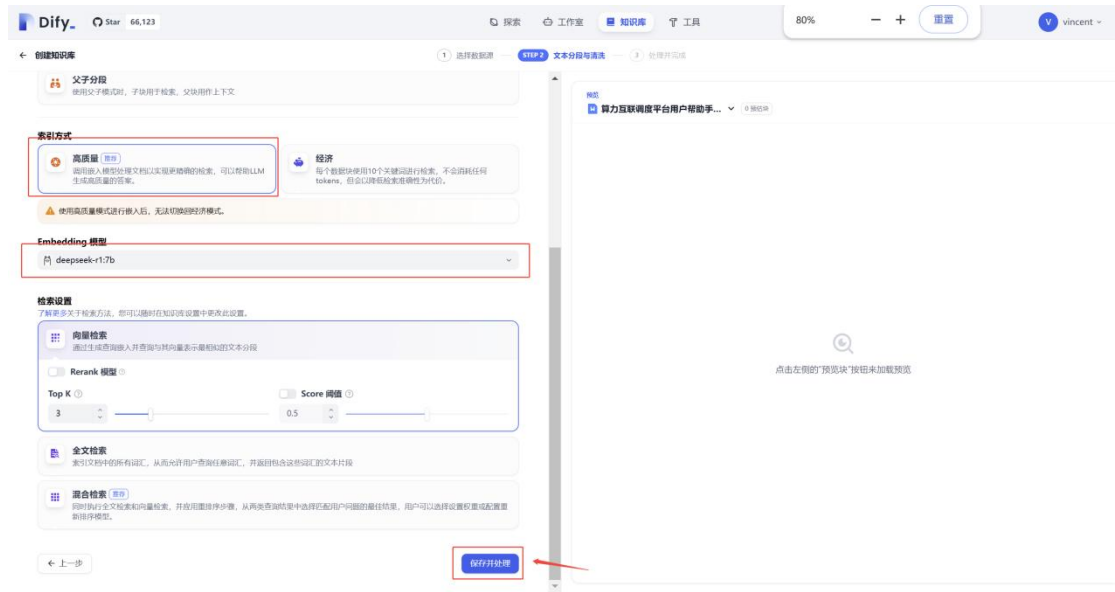 Dify_ Star 66,123 探索 工作室 知识库 工具 80% − + 重置 V vincent
← 创建知识库 1 选择数据源 STEP 2 文本分段与清洗 3 处理并完成
父子分段
使用父子模式时，子块用于检索，父块用作上下文
预览
算力互联调度平台用户帮助手... 0 预估块
索引方式
高质量 推荐
调用嵌入模型处理文档以实现更精确的检索，可以帮助LLM
生成高质量的答案。
经济
每个数据块使用10个关键词进行检索，不会消耗任何
tokens，但会以降低检索准确性为代价。
使用高质量模式进行嵌入后，无法切换回经济模式。
Embedding 模型
deepseek-r1:7b
检索设置
了解更多关于检索方法，您可以随时在知识库设置中更改此设置。
向量检索
通过生成查询嵌入并查询与其向量表示最相似的文本分段
Rerank 模型
Top K Score 阈值
3 0.5
点击左侧的“预览块”按钮来加载预览
全文检索
索引文档中的所有词汇，从而允许用户查询任意词汇，并返回包含这些词汇的文本片段
混合检索 推荐
同时执行全文检索和向量检索，并应用重排序步骤，从两类查询结果中选择匹配用户问题的最佳结果，用户可以选择设置权重或配置重
新排序模型。
← 上一步 保存并处理